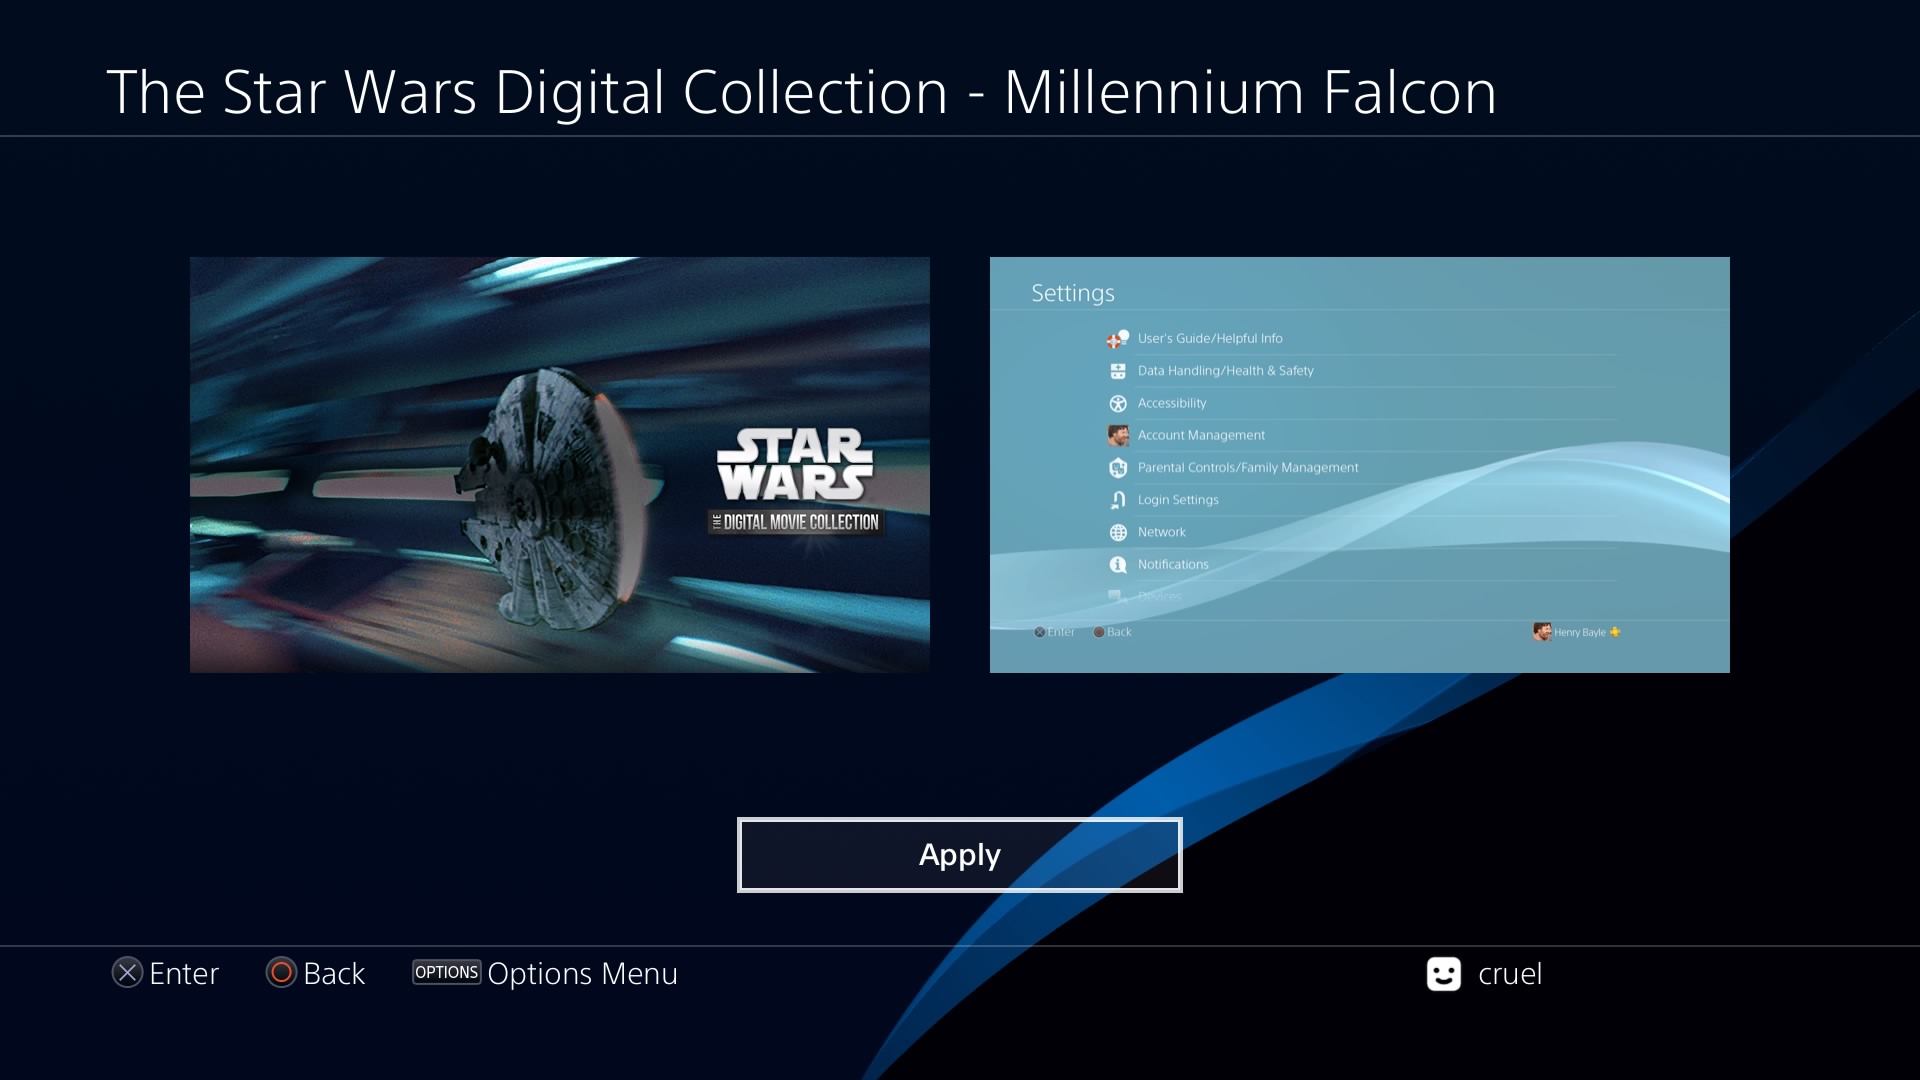 The Star Wars Digital Collection - Millennium Falcon
STAR
WARS
THE DIGITAL MOVIE COLLECTION
Settings
User's Guide/Helpful Info
Data Handling/Health & Safety
Accessibility
Account Management
Parental Controls/Family Management
Login Settings
Network
Notifications
Devices
Enter Back Henry Bayle
Apply
Enter Back OPTIONS Options Menu cruel